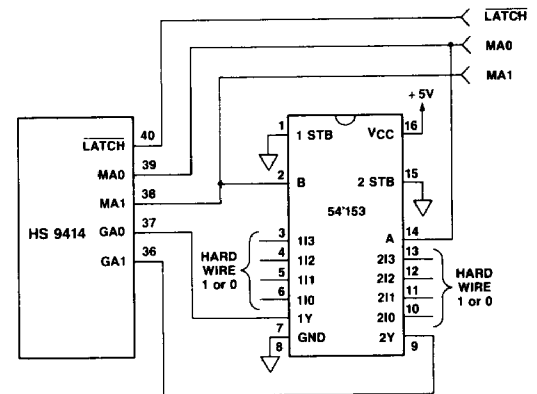 LATCH
MA0
MA1
+ 5V
40
LATCH
39
MA0
38
MA1
37
GA0
36
GA1
HS 9414
1
1 STB
VCC
16
2
B
2 STB
15
54`153
A
14
3
1I3
4
1I2
5
1I1
6
1I0
1Y
7
GND
8
HARD
WIRE
1 or 0
2I3
13
2I2
12
2I1
11
2I0
10
2Y
9
HARD
WIRE
1 or 0